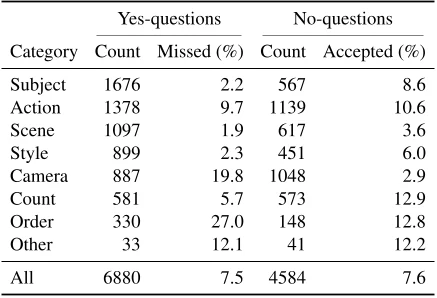 Yes-questions No-questions
Category Count Missed (%) Count Accepted (%)
Subject 1676 2.2 567 8.6
Action 1378 9.7 1139 10.6
Scene 1097 1.9 617 3.6
Style 899 2.3 451 6.0
Camera 887 19.8 1048 2.9
Count 581 5.7 573 12.9
Order 330 27.0 148 12.8
Other 33 12.1 41 12.2
All 6880 7.5 4584 7.6